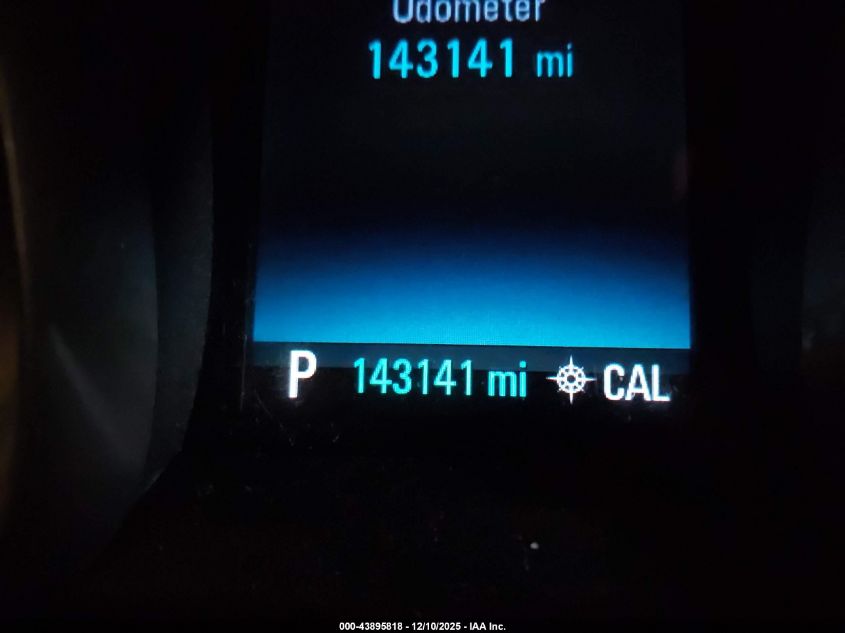 Odometer
143141 mi
P 143141 mi CAL
000-43895818 - 12/10/2025 - IAA Inc.